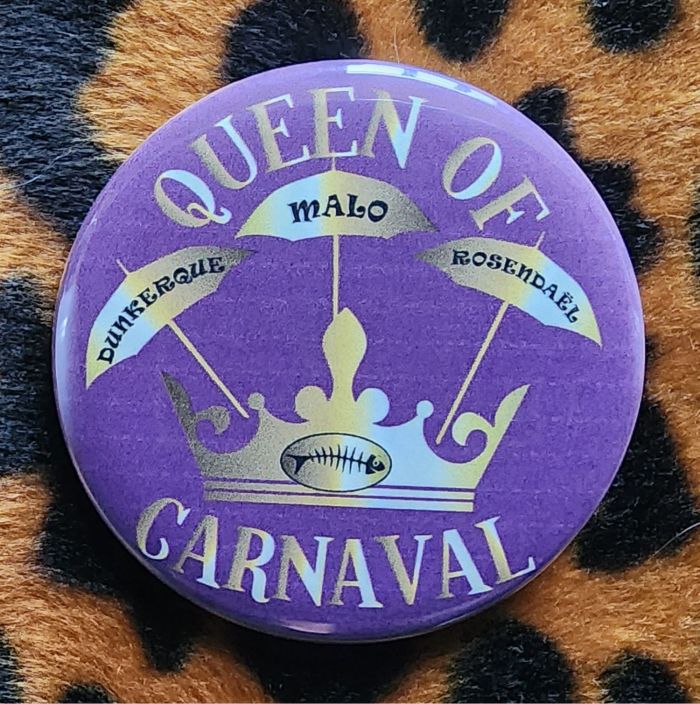 QUEEN OF
MALO
DUNKERQUE
ROSENDAËL
CARNAVAL